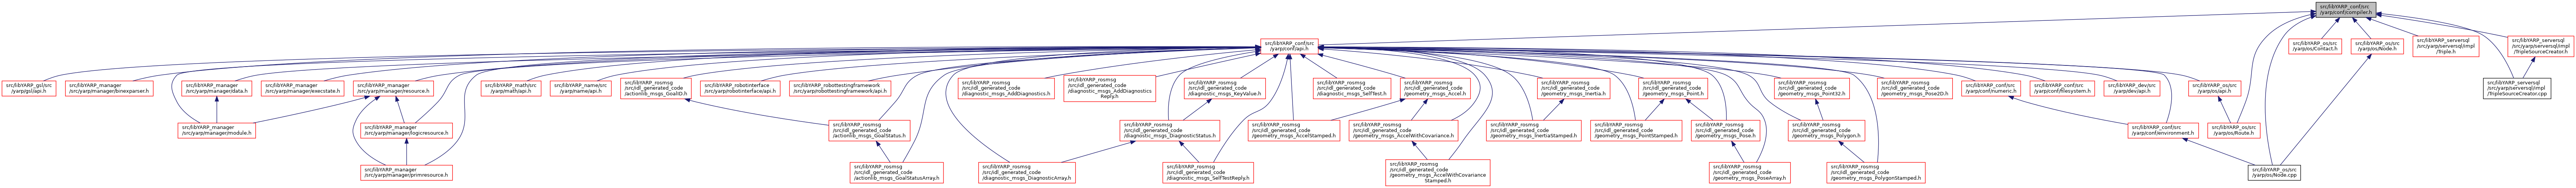 src/libYARP_conf/src
/yarp/conf/compiler.h
src/libYARP_conf/src
/yarp/conf/api.h
src/libYARP_os/src
/yarp/os/Contact.h
src/libYARP_os/src
/yarp/os/Node.h
src/libYARP_serversql
/src/yarp/serversql/impl
/Triple.h
src/libYARP_serversql
/src/yarp/serversql/impl
/TripleSourceCreator.h
src/libYARP_gsl/src
/yarp/gsl/api.h
src/libYARP_manager
/src/yarp/manager/binexparser.h
src/libYARP_manager
/src/yarp/manager/data.h
src/libYARP_manager
/src/yarp/manager/execstate.h
src/libYARP_manager
/src/yarp/manager/resource.h
src/libYARP_math/src
/yarp/math/api.h
src/libYARP_name/src
/yarp/name/api.h
src/libYARP_rosmsg
/src/idl_generated_code
/actionlib_msgs_GoalID.h
src/libYARP_robotinterface
/src/yarp/robotinterface/api.h
src/libYARP_robottestingframework
/src/yarp/robottestingframework/api.h
src/libYARP_rosmsg
/src/idl_generated_code
/diagnostic_msgs_AddDiagnostics.h
src/libYARP_rosmsg
/src/idl_generated_code
/diagnostic_msgs_AddDiagnostics
Reply.h
src/libYARP_rosmsg
/src/idl_generated_code
/diagnostic_msgs_KeyValue.h
src/libYARP_rosmsg
/src/idl_generated_code
/diagnostic_msgs_SelfTest.h
src/libYARP_rosmsg
/src/idl_generated_code
/geometry_msgs_Accel.h
src/libYARP_rosmsg
/src/idl_generated_code
/geometry_msgs_Inertia.h
src/libYARP_rosmsg
/src/idl_generated_code
/geometry_msgs_Point.h
src/libYARP_rosmsg
/src/idl_generated_code
/geometry_msgs_Point32.h
src/libYARP_rosmsg
/src/idl_generated_code
/geometry_msgs_Pose2D.h
src/libYARP_conf/src
/yarp/conf/numeric.h
src/libYARP_conf/src
/yarp/conf/filesystem.h
src/libYARP_dev/src
/yarp/dev/api.h
src/libYARP_os/src
/yarp/os/api.h
src/libYARP_serversql
/src/yarp/serversql/impl
/TripleSourceCreator.cpp
src/libYARP_manager
/src/yarp/manager/module.h
src/libYARP_manager
/src/yarp/manager/logicresource.h
src/libYARP_rosmsg
/src/idl_generated_code
/actionlib_msgs_GoalStatus.h
src/libYARP_rosmsg
/src/idl_generated_code
/diagnostic_msgs_DiagnosticStatus.h
src/libYARP_rosmsg
/src/idl_generated_code
/geometry_msgs_AccelStamped.h
src/libYARP_rosmsg
/src/idl_generated_code
/geometry_msgs_AccelWithCovariance.h
src/libYARP_rosmsg
/src/idl_generated_code
/geometry_msgs_InertiaStamped.h
src/libYARP_rosmsg
/src/idl_generated_code
/geometry_msgs_PointStamped.h
src/libYARP_rosmsg
/src/idl_generated_code
/geometry_msgs_Pose.h
src/libYARP_rosmsg
/src/idl_generated_code
/geometry_msgs_Polygon.h
src/libYARP_conf/src
/yarp/conf/environment.h
src/libYARP_os/src
/yarp/os/Route.h
src/libYARP_manager
/src/yarp/manager/primresource.h
src/libYARP_rosmsg
/src/idl_generated_code
/actionlib_msgs_GoalStatusArray.h
src/libYARP_rosmsg
/src/idl_generated_code
/diagnostic_msgs_DiagnosticArray.h
src/libYARP_rosmsg
/src/idl_generated_code
/diagnostic_msgs_SelfTestReply.h
src/libYARP_rosmsg
/src/idl_generated_code
/geometry_msgs_AccelWithCovariance
Stamped.h
src/libYARP_rosmsg
/src/idl_generated_code
/geometry_msgs_PoseArray.h
src/libYARP_rosmsg
/src/idl_generated_code
/geometry_msgs_PolygonStamped.h
src/libYARP_os/src
/yarp/os/Node.cpp